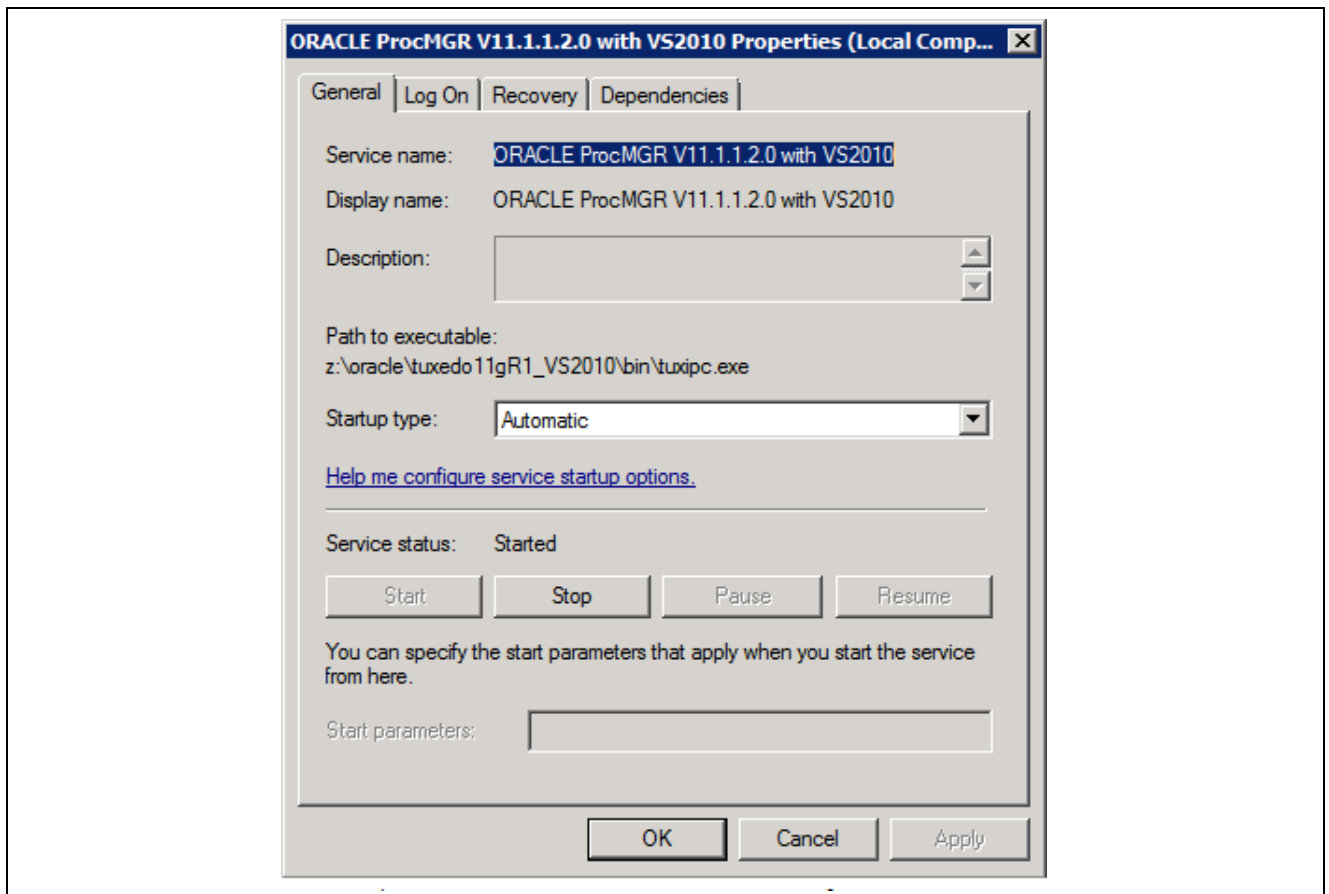 ORACLE ProcMGR V11.1.1.2.0 with VS2010 Properties (Local Comp...
General Log On Recovery Dependencies
Service name: ORACLE ProcMGR V11.1.1.2.0 with VS2010
Display name: ORACLE ProcMGR V11.1.1.2.0 with VS2010
Description:
Path to executable:
z:\oracle\tuxedo11gR1_VS2010\bin\tuxipc.exe
Startup type: Automatic
Help me configure service startup options.
Service status: Started
Start Stop Pause Resume
You can specify the start parameters that apply when you start the service
from here.
Start parameters:
OK Cancel Apply